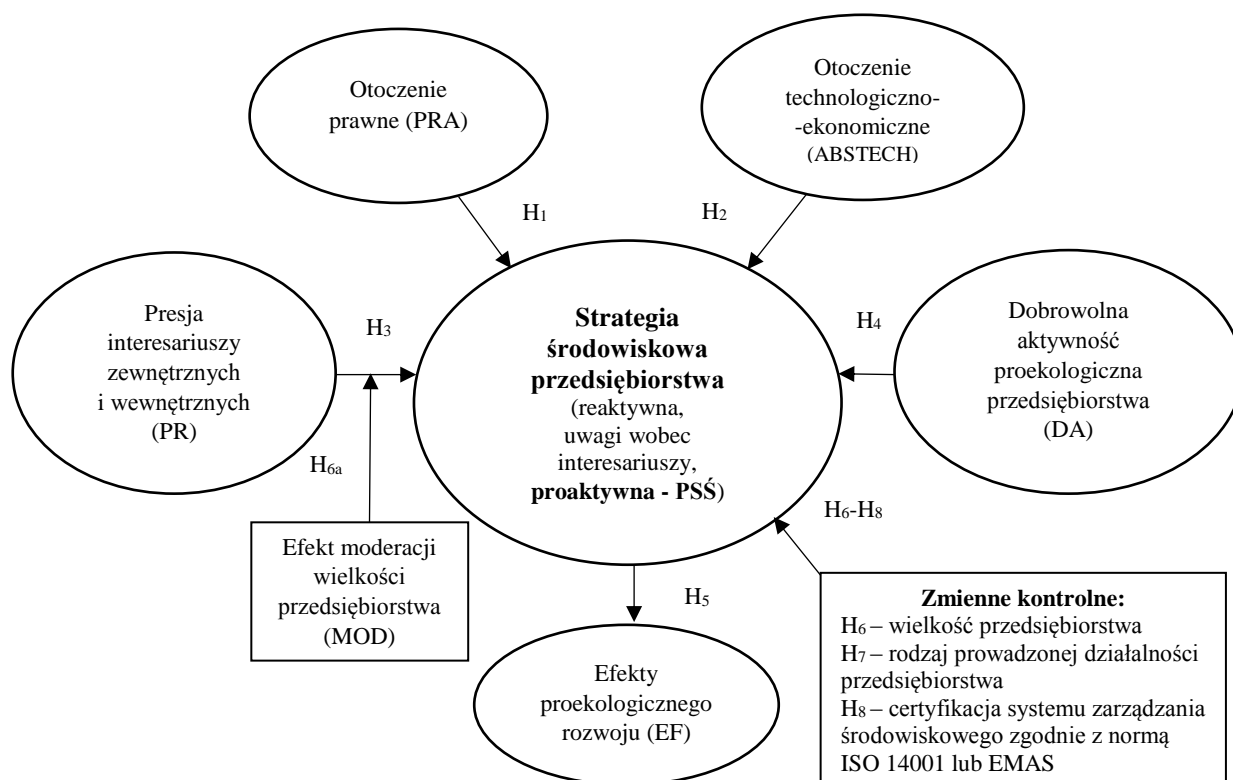 Otoczenie
prawne (PRA)
Otoczenie
technologiczno-
-ekonomiczne
(ABSTECH)
H1
H2
Presja
interesariuszy
zewnętrznych
i wewnętrznych
(PR)
H3
Strategia
środowiskowa
przedsiębiorstwa
(reaktywna,
uwagi wobec
interesariuszy,
proaktywna - PSŚ)
H4
Dobrowolna
aktywność
proekologiczna
przedsiębiorstwa
(DA)
H6a
Efekt moderacji
wielkości
przedsiębiorstwa
(MOD)
H6-H8
H5
Efekty
proekologicznego
rozwoju (EF)
Zmienne kontrolne:
H6 – wielkość przedsiębiorstwa
H7 – rodzaj prowadzonej działalności
przedsiębiorstwa
H8 – certyfikacja systemu zarządzania
środowiskowego zgodnie z normą
ISO 14001 lub EMAS